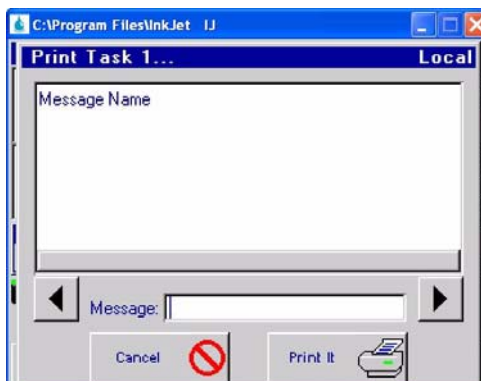 C:\Program Files\InkJet IJ
Print Task 1... Local
Message Name
Message:
Cancel Print It